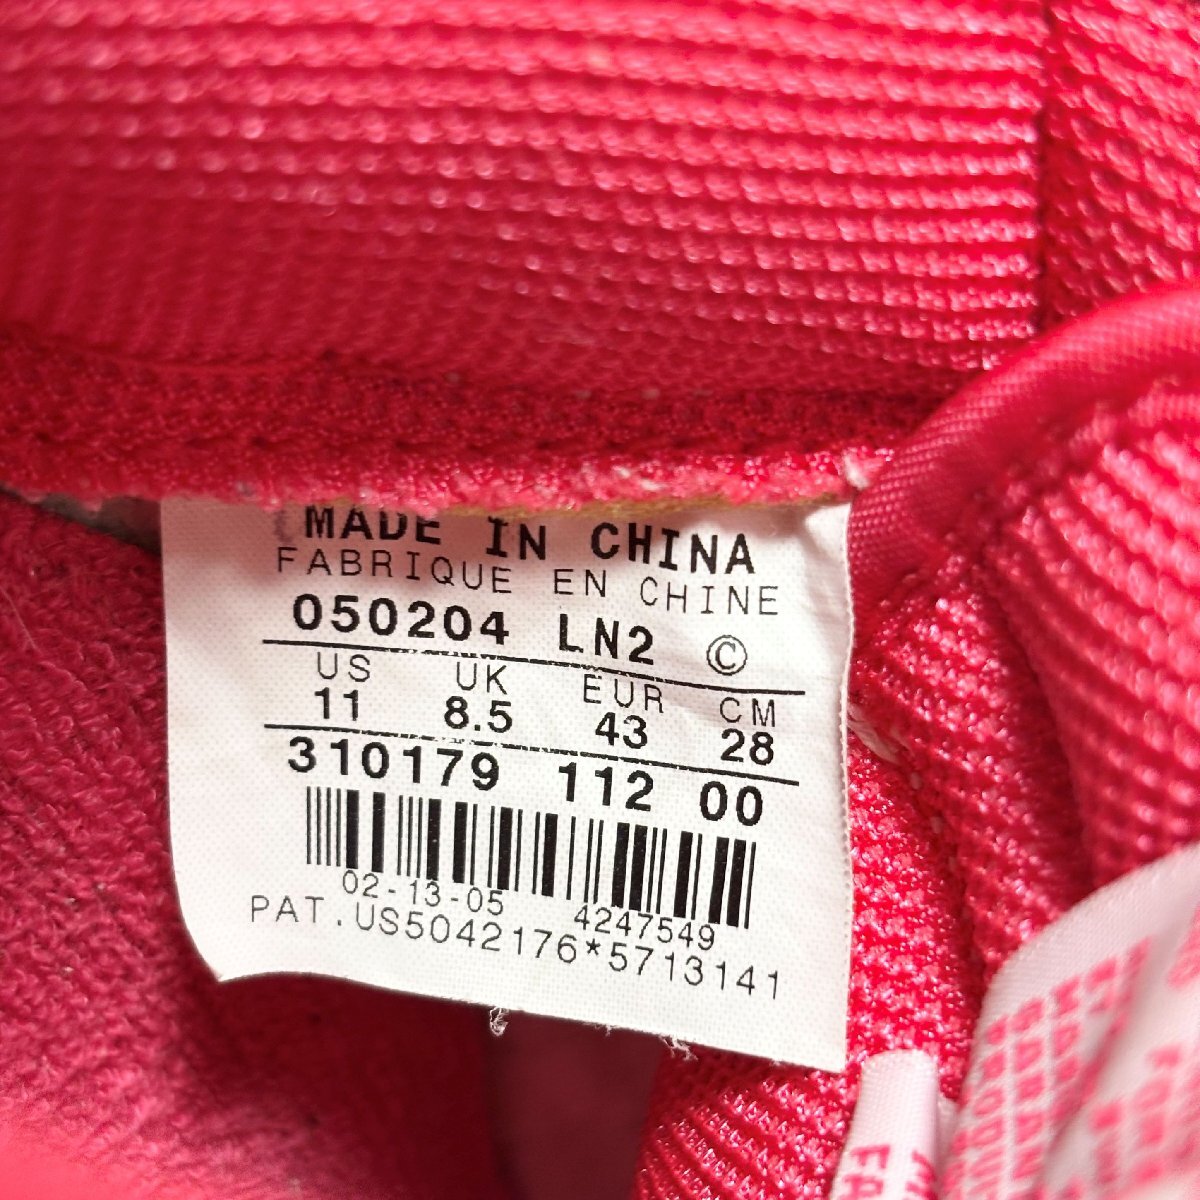 MADE IN CHINA
FABRIQUE EN CHINE
050204 LN2 ©
US UK EUR CM
11 8.5 43 28
310179 112 00
02-13-05 4247549
PAT.US5042176*5713141